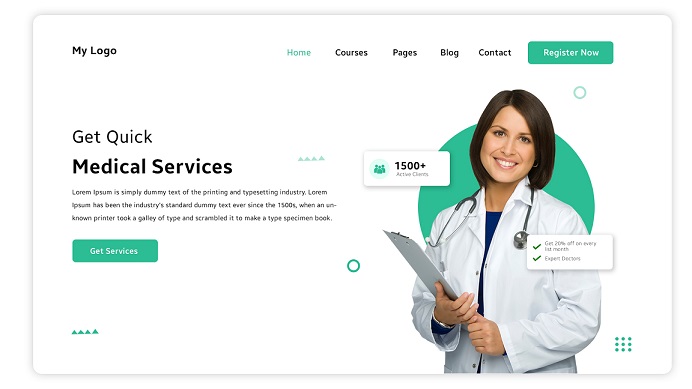 My Logo
Home Courses Pages Blog Contact Register Now
Get Quick
Medical Services
Lorem Ipsum is simply dummy text of the printing and typesetting industry. Lorem
Ipsum has been the industry's standard dummy text ever since the 1500s, when an un-
known printer took a galley of type and scrambled it to make a type specimen book.
Get Services
1500+
Active Clients
Get 20% off on every
list month
Expert Doctors